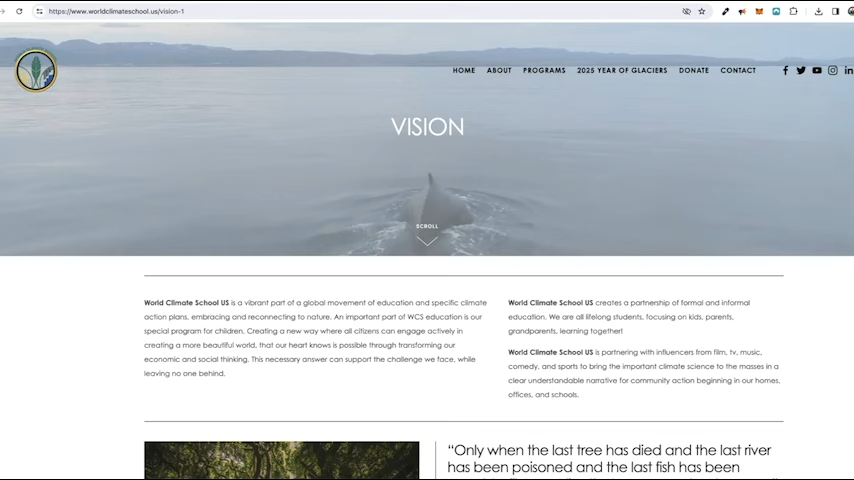 https://www.worldclimateschool.us/vision-1
HOME ABOUT PROGRAMS 2025 YEAR OF GLACIERS DONATE CONTACT
VISION
SCROLL
World Climate School US is a vibrant part of a global movement of education and specific climate
action plans, embracing and reconnecting to nature. An important part of WCS education is our
special program for children. Creating a new way where all citizens can engage actively in
creating a more beautiful world, that our heart knows is possible through transforming our
economic and social thinking. This necessary answer can support the challenge we face, while
leaving no one behind.
World Climate School US creates a partnership of formal and informal
education. We are all lifelong students, focusing on kids, parents,
grandparents, learning together!
World Climate School US is partnering with influencers from film, tv, music,
comedy, and sports to bring the important climate science to the masses in a
clear understandable narrative for community action beginning in our homes,
offices, and schools.
“Only when the last tree has died and the last river
has been poisoned and the last fish has been